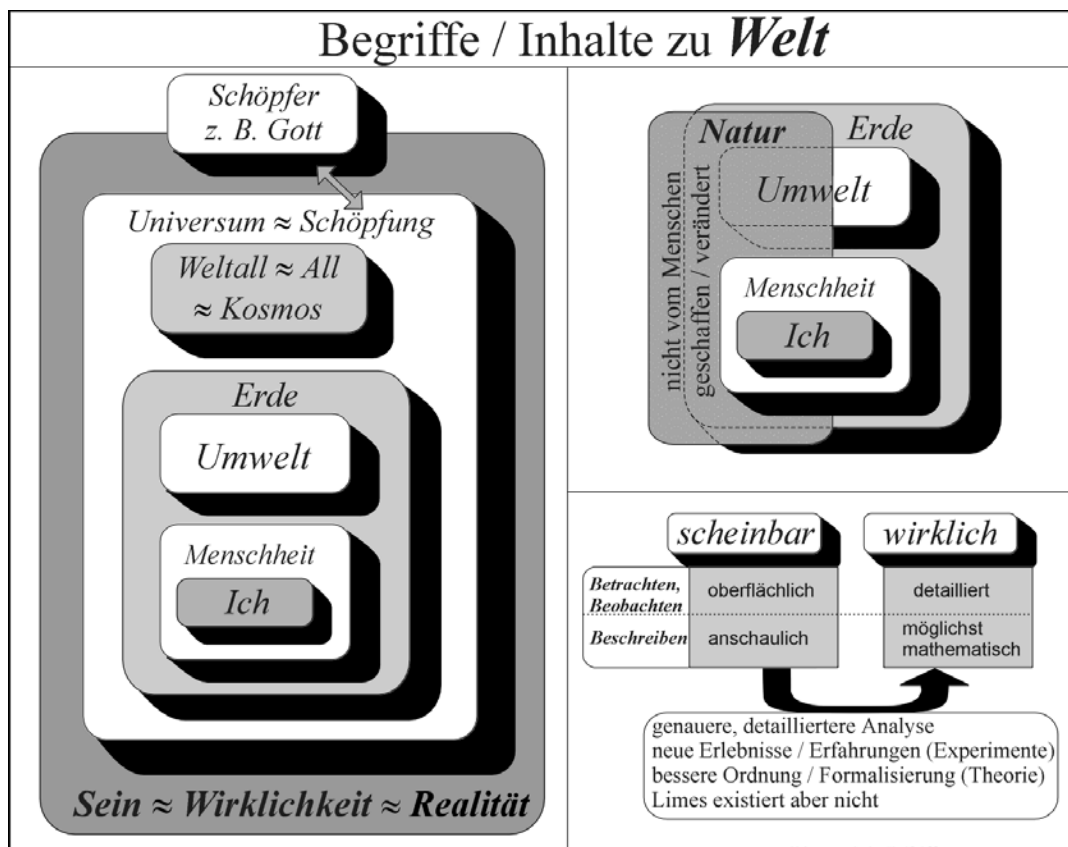 Begriffe / Inhalte zu Welt
Schöpfer
z. B. Gott
Universum ≈ Schöpfung
Weltall ≈ All
≈ Kosmos
Erde
Umwelt
Menschheit
Ich
Sein ≈ Wirklichkeit ≈ Realität
Natur
Erde
nicht vom Menschen
geschaffen / verändert
Umwelt
Menschheit
Ich
scheinbar
wirklich
Betrachten,
Beobachten
oberflächlich
detailliert
Beschreiben
anschaulich
möglichst
mathematisch
genauere, detailliertere Analyse
neue Erlebnisse / Erfahrungen (Experimente)
bessere Ordnung / Formalisierung (Theorie)
Limes existiert aber nicht